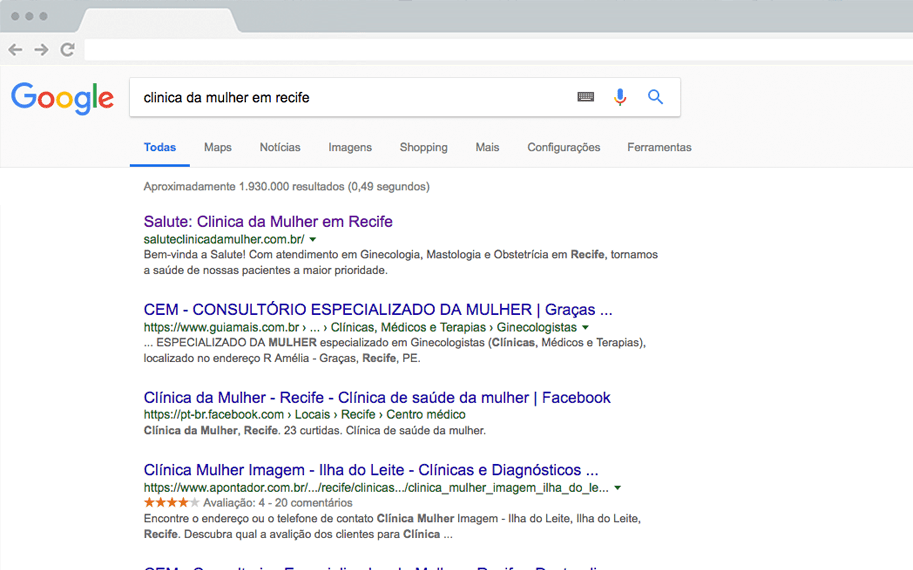 Google
clinica da mulher em recife
Todas Maps Notícias Imagens Shopping Mais Configurações Ferramentas
Aproximadamente 1.930.000 resultados (0,49 segundos)
Salute: Clinica da Mulher em Recife
saluteclinicadamulher.com.br/
Bem-vinda a Salute! Com atendimento em Ginecologia, Mastologia e Obstetrícia em Recife, tornamos
a saúde de nossas pacientes a maior prioridade.
CEM - CONSULTÓRIO ESPECIALIZADO DA MULHER | Graças ...
https://www.guiamais.com.br › ... › Clínicas, Médicos e Terapias › Ginecologistas
... ESPECIALIZADO DA MULHER especializado em Ginecologistas (Clínicas, Médicos e Terapias),
localizado no endereço R Amélia - Graças, Recife, PE.
Clínica da Mulher - Recife - Clínica de saúde da mulher | Facebook
https://pt-br.facebook.com › Locais › Recife › Centro médico
Clínica da Mulher, Recife. 23 curtidas. Clínica de saúde da mulher.
Clínica Mulher Imagem - Ilha do Leite - Clínicas e Diagnósticos ...
https://www.apontador.com.br/.../recife/clinicas.../clinica_mulher_imagem_ilha_do_le...
Avaliação: 4 - 20 comentários
Encontre o endereço ou o telefone de contato Clínica Mulher Imagem - Ilha do Leite, Ilha do Leite,
Recife. Descubra qual a avalição dos clientes para Clínica ...